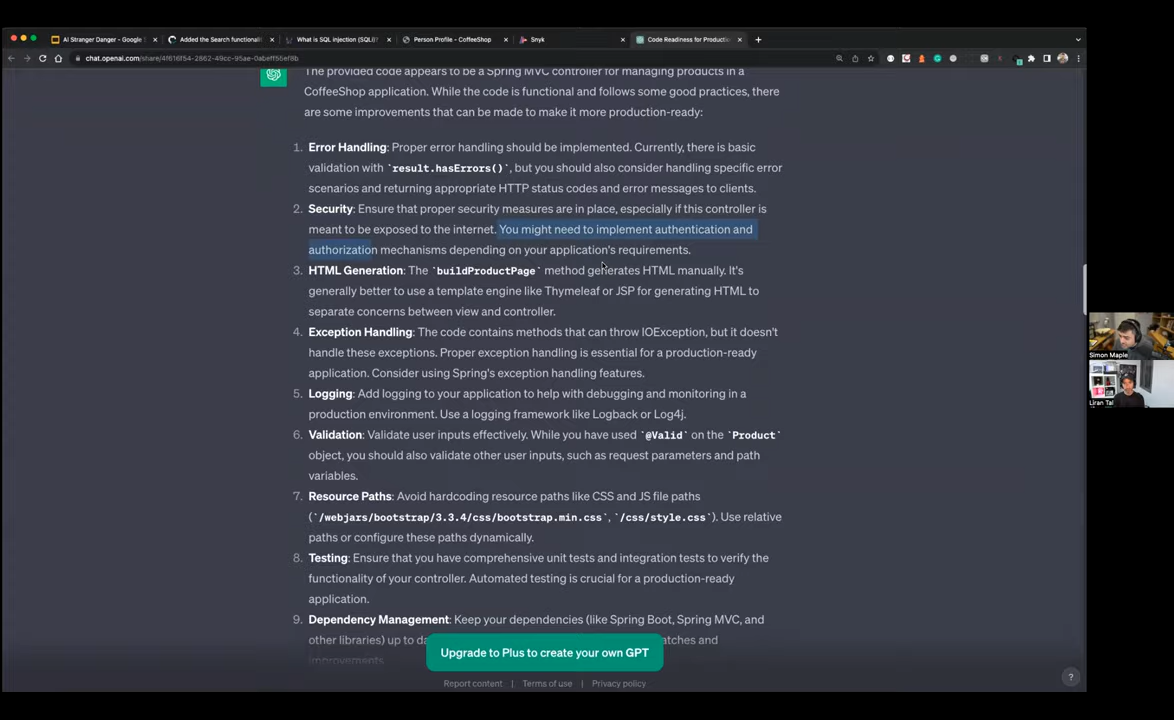 AI Stranger Danger - Google
Added the Search functionali
What is SQL injection (SQLi)?
Person Profile - CoffeeShop
Snyk
Code Readiness for Producti
chat.openai.com/share/4f616f54-2862-49cc-95ae-0abeff55ef8b
The provided code appears to be a Spring MVC controller for managing products in a
CoffeeShop application. While the code is functional and follows some good practices, there
are some improvements that can be made to make it more production-ready:
1. Error Handling: Proper error handling should be implemented. Currently, there is basic
validation with `result.hasErrors()`, but you should also consider handling specific error
scenarios and returning appropriate HTTP status codes and error messages to clients.
2. Security: Ensure that proper security measures are in place, especially if this controller is
meant to be exposed to the internet. You might need to implement authentication and
authorization mechanisms depending on your application's requirements.
3. HTML Generation: The `buildProductPage` method generates HTML manually. It's
generally better to use a template engine like Thymeleaf or JSP for generating HTML to
separate concerns between view and controller.
4. Exception Handling: The code contains methods that can throw IOException, but it doesn't
handle these exceptions. Proper exception handling is essential for a production-ready
application. Consider using Spring's exception handling features.
5. Logging: Add logging to your application to help with debugging and monitoring in a
production environment. Use a logging framework like Logback or Log4j.
6. Validation: Validate user inputs effectively. While you have used `@Valid` on the `Product`
object, you should also validate other user inputs, such as request parameters and path
variables.
7. Resource Paths: Avoid hardcoding resource paths like CSS and JS file paths
(`/webjars/bootstrap/3.3.4/css/bootstrap.min.css`, `/css/style.css`). Use relative
paths or configure these paths dynamically.
8. Testing: Ensure that you have comprehensive unit tests and integration tests to verify the
functionality of your controller. Automated testing is crucial for a production-ready
application.
9. Dependency Management: Keep your dependencies (like Spring Boot, Spring MVC, and
other libraries) up to da atches and
improvements.
Upgrade to Plus to create your own GPT
Report content | Terms of use | Privacy policy
?
Simon Maple
Liran Tal